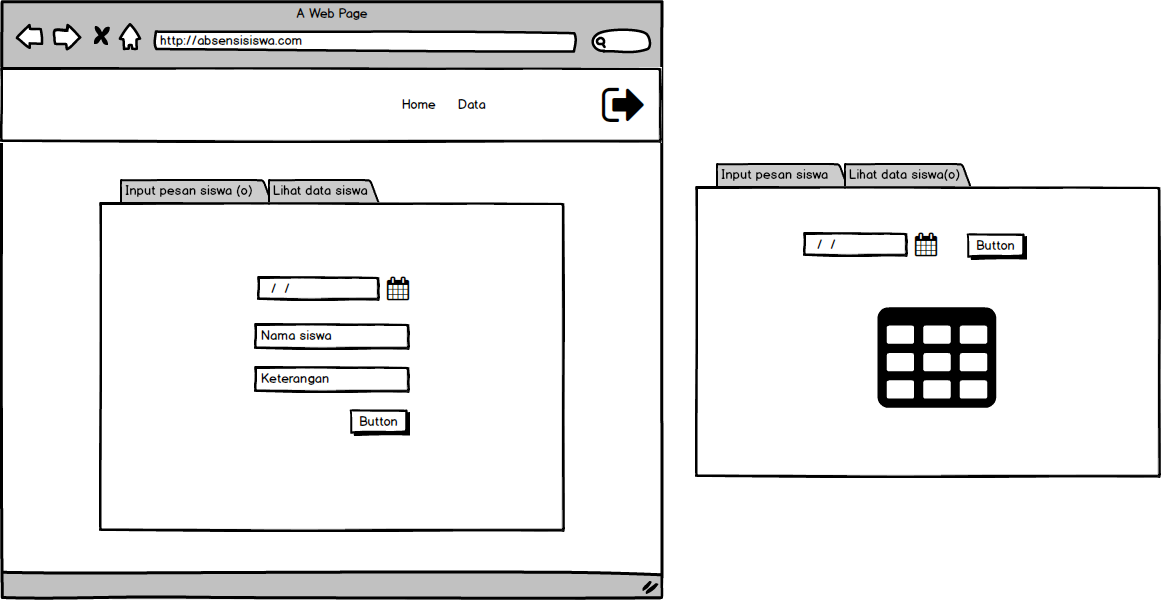 A Web Page
http://absensisiswa.com
Home Data
Input pesan siswa (o) Lihat data siswa
/ /
Nama siswa
Keterangan
Button
Input pesan siswa Lihat data siswa(o)
/ / Button